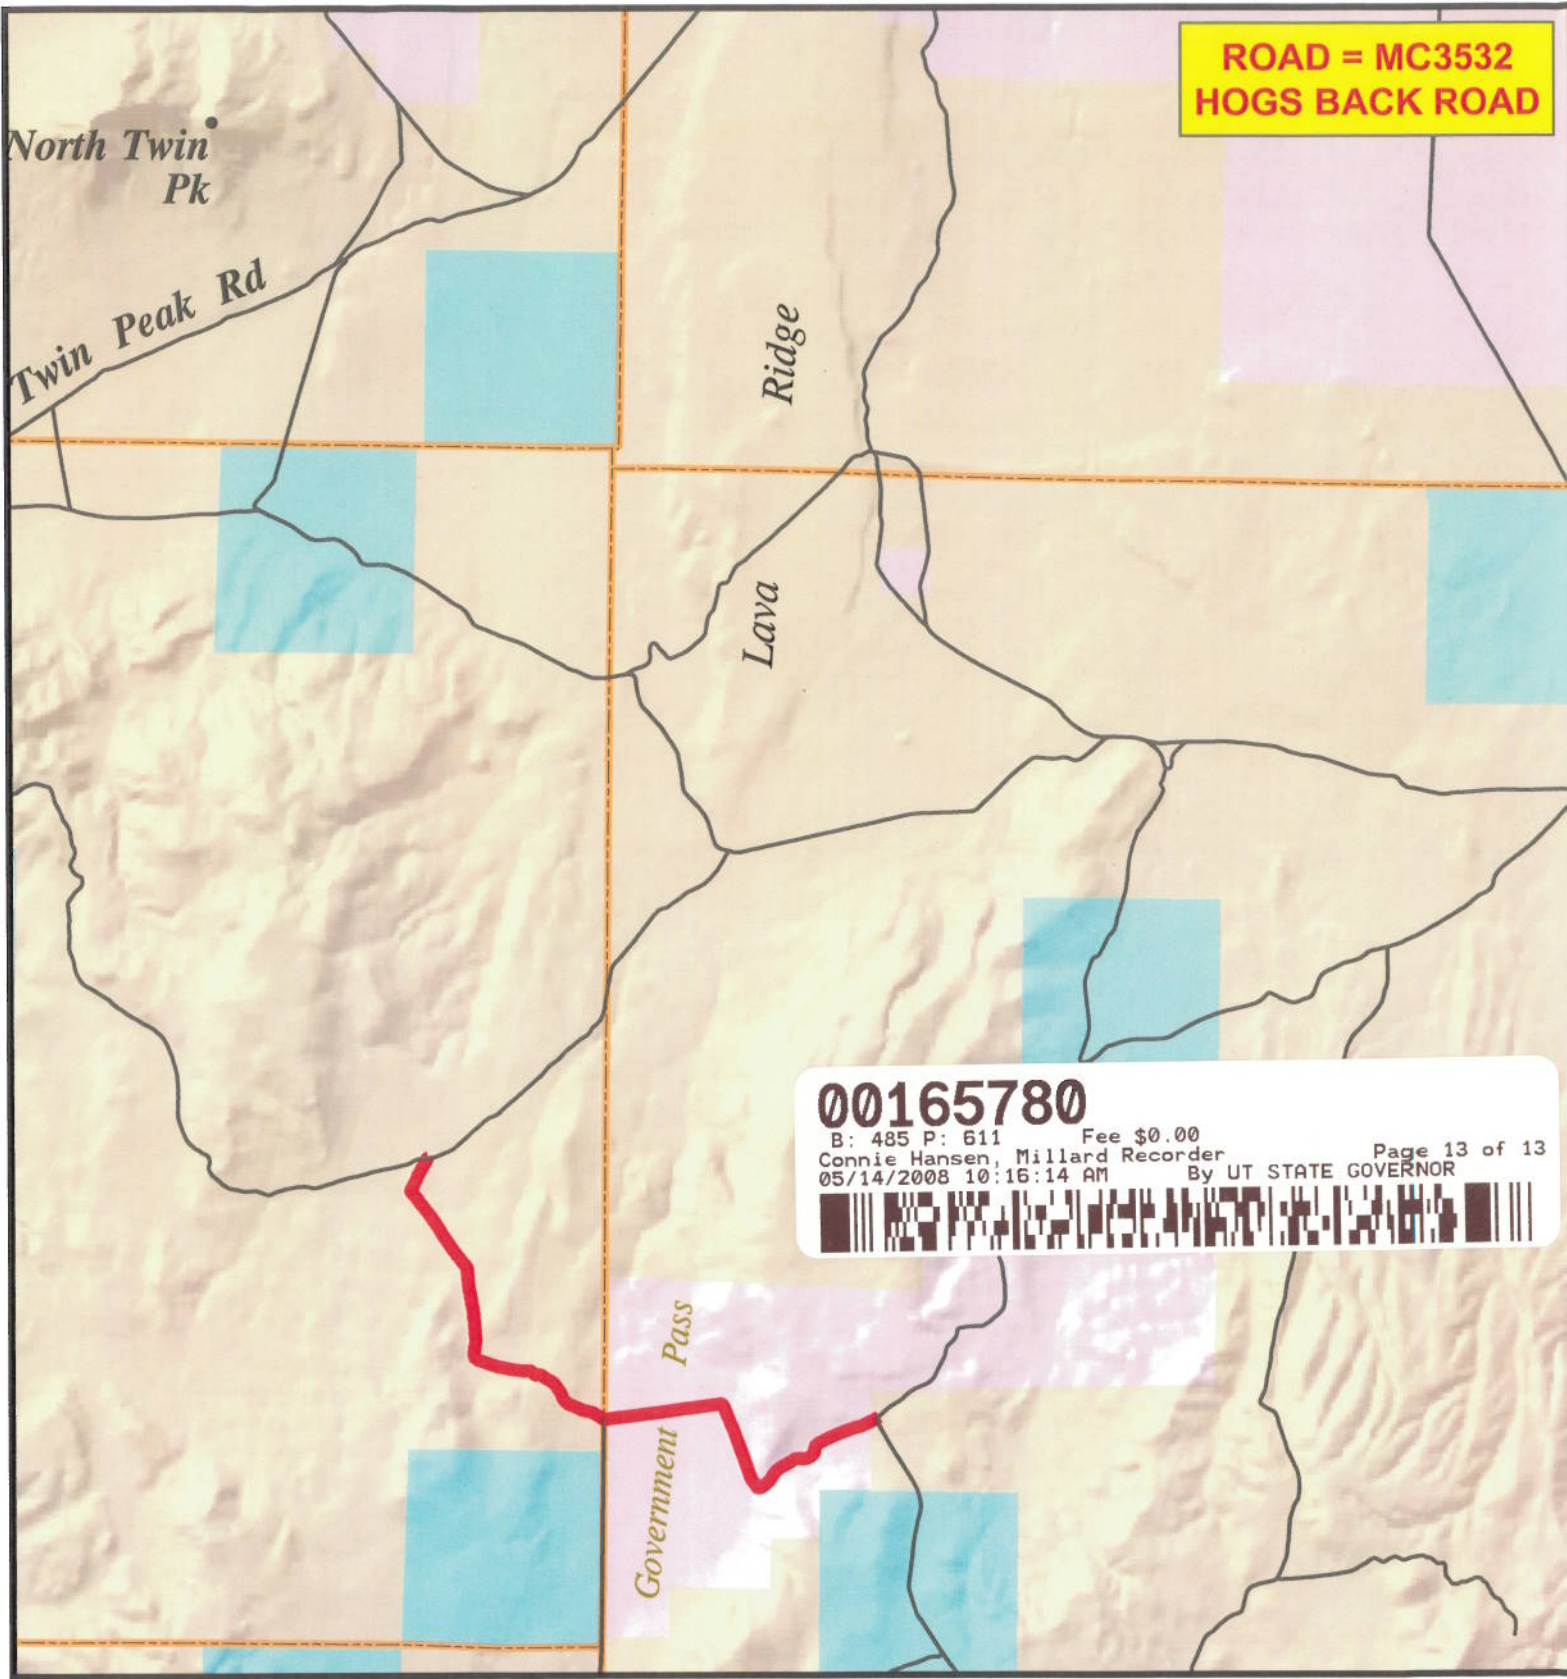 ROAD = MC3532
HOGS BACK ROAD
North Twin
Pk
Twin Peak Rd
Ridge
Lava
00165780
B: 485 P: 611 Fee $0.00
Connie Hansen, Millard Recorder Page 13 of 13
05/14/2008 10:16:14 AM By UT STATE GOVERNOR
Pass
Government